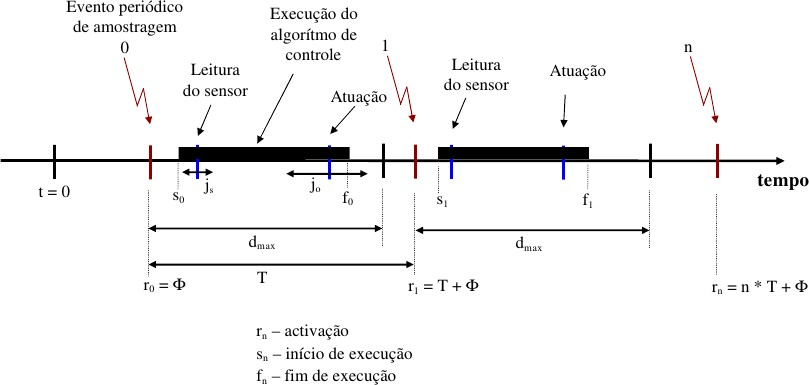 Evento periódico
de amostragem
0
Execução do
algorítmo de
controle
Leitura
do sensor
Atuação
1
Leitura
do sensor
Atuação
n
t = 0
s0
js
jo
f0
s1
f1
tempo
dmax
dmax
T
r0 = Φ
r1 = T + Φ
rn = n * T + Φ
rn – activação
sn – início de execução
fn – fim de execução